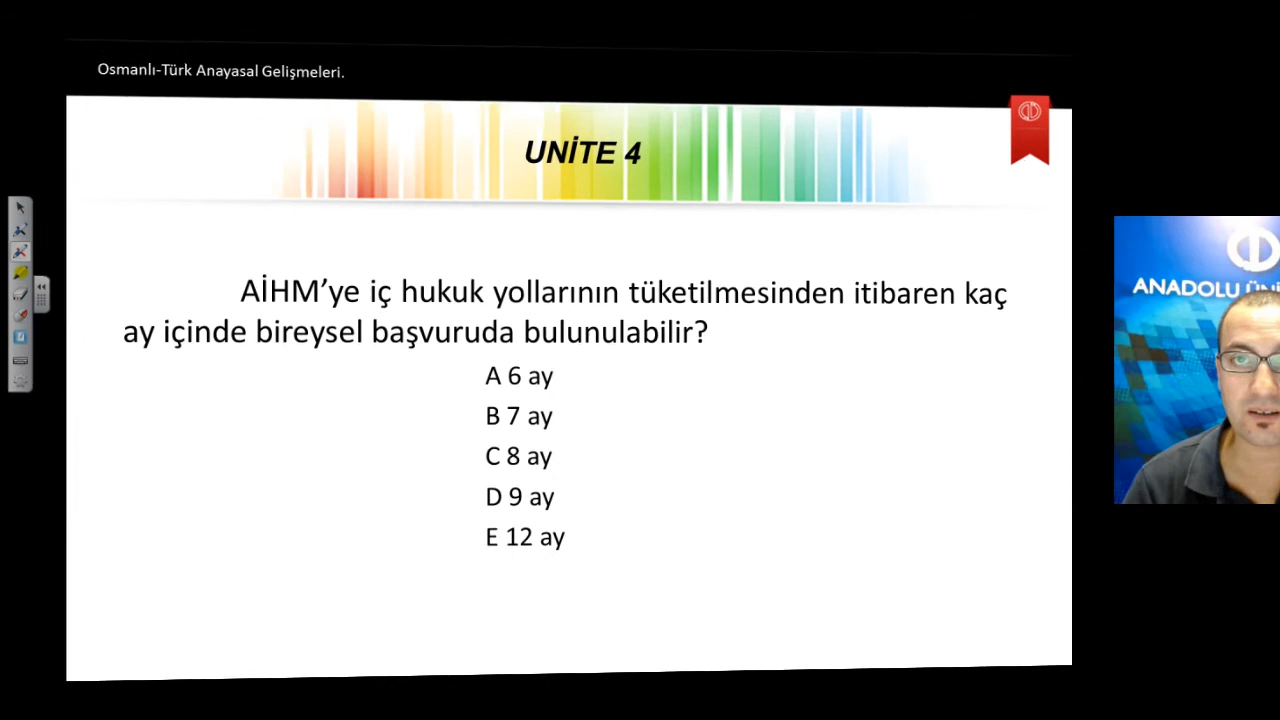 Osmanlı-Türk Anayasal Gelişmeleri.
UNİTE 4
AİHM’ye iç hukuk yollarının tüketilmesinden itibaren kaç
ay içinde bireysel başvuruda bulunulabilir?
A 6 ay
B 7 ay
C 8 ay
D 9 ay
E 12 ay
ANADOLU ÜNİ